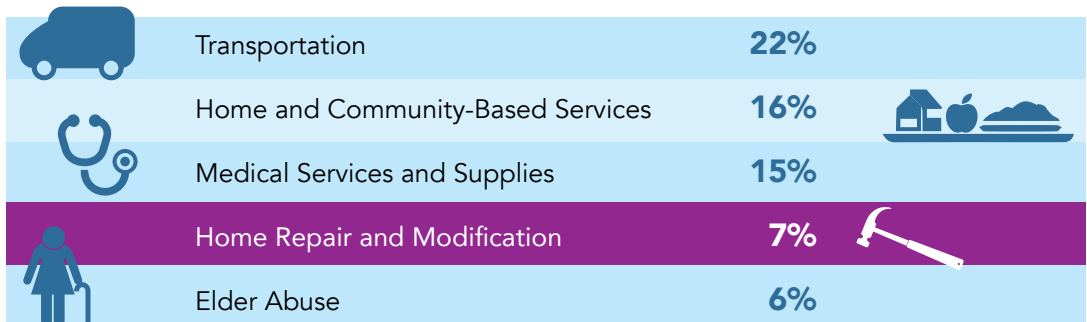 Transportation 22%
Home and Community-Based Services 16%
Medical Services and Supplies 15%
Home Repair and Modification 7%
Elder Abuse 6%